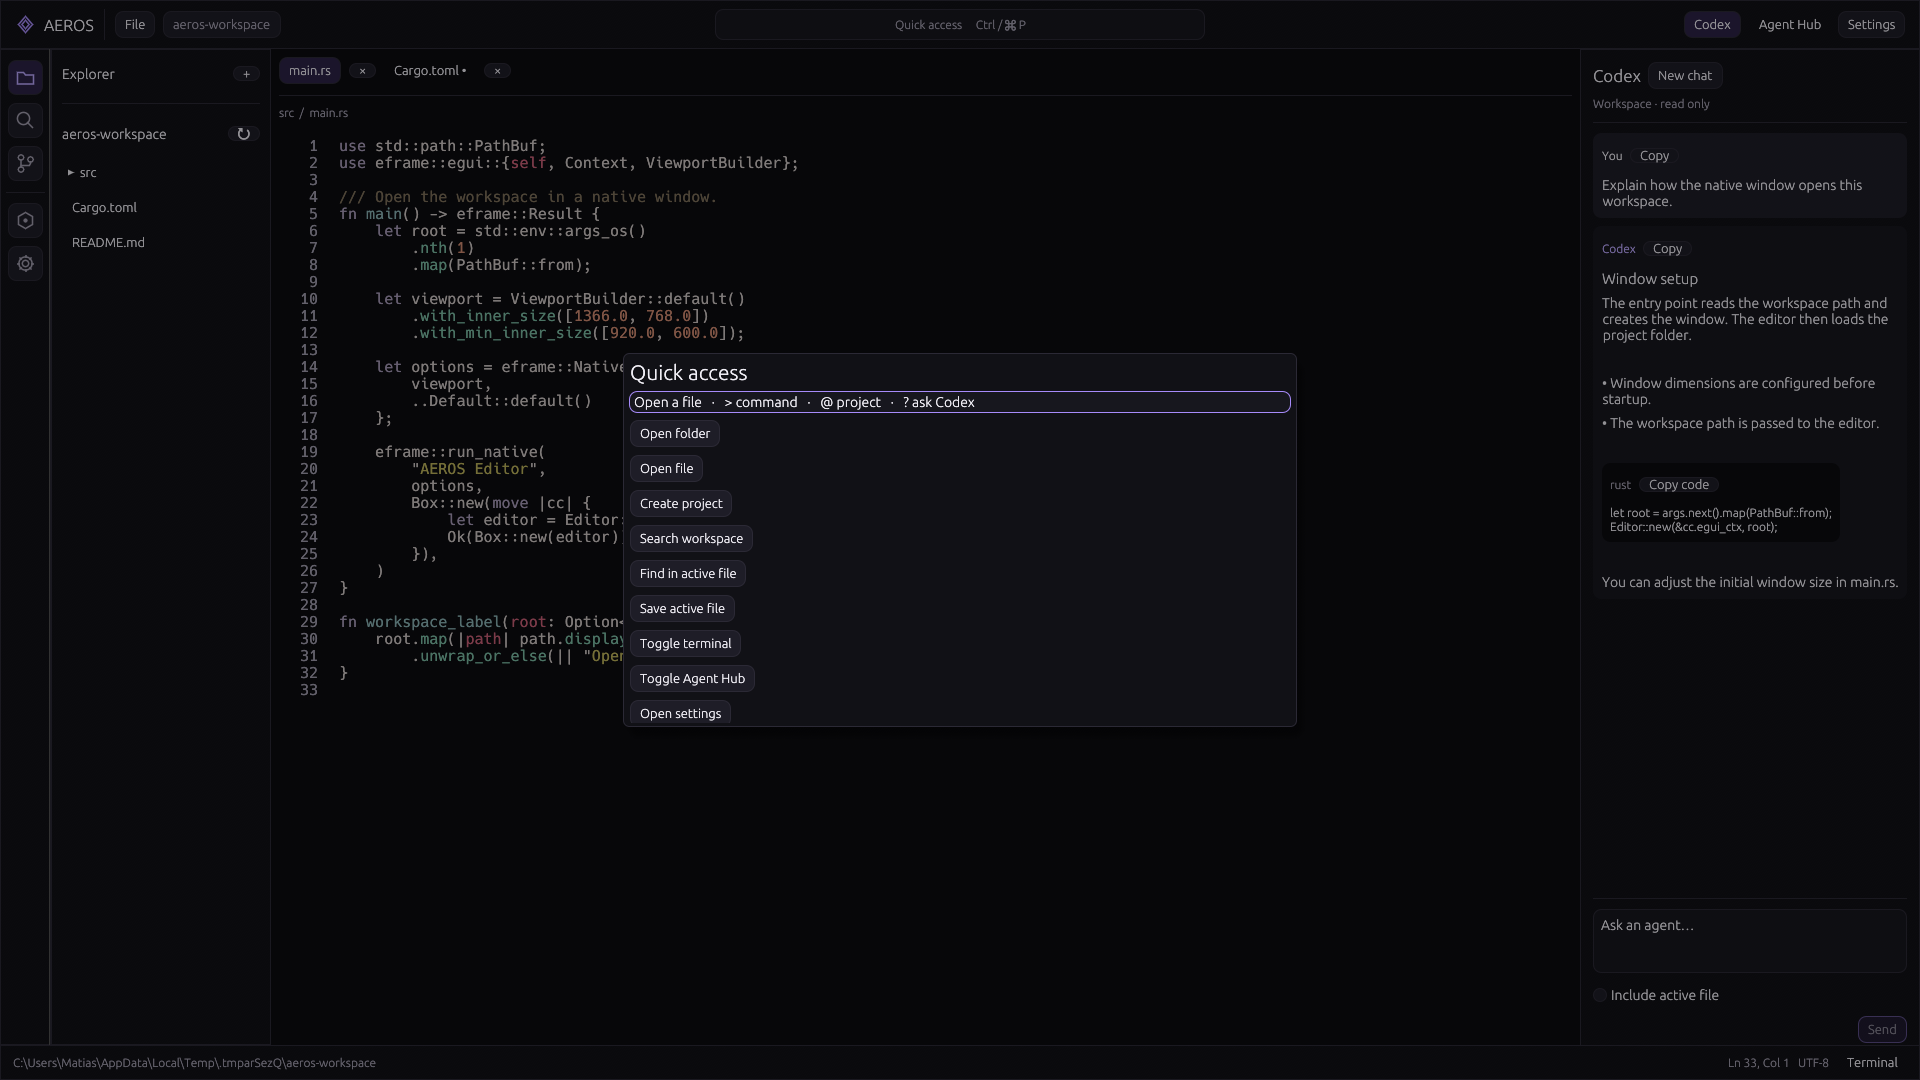 AEROS File aeros-workspace Quick access Ctrl/⌘P Codex Agent Hub Settings
Explorer +
aeros-workspace ↻
▸ src
Cargo.toml
README.md
main.rs × Cargo.toml • ×
src / main.rs
1 use std::path::PathBuf;
2 use eframe::egui::{self, Context, ViewportBuilder};
3
4 /// Open the workspace in a native window.
5 fn main() -> eframe::Result {
6 let root = std::env::args_os()
7 .nth(1)
8 .map(PathBuf::from);
9
10 let viewport = ViewportBuilder::default()
11 .with_inner_size([1366.0, 768.0])
12 .with_min_inner_size([920.0, 600.0]);
13
14 let options = eframe::Native
15 viewport,
16 ..Default::default()
17 };
18
19 eframe::run_native(
20 "AEROS Editor",
21 options,
22 Box::new(move |cc| {
23 let editor = Editor:
24 Ok(Box::new(editor)
25 }),
26 )
27 }
28
29 fn workspace_label(root: Option<
30 root.map(|path| path.display
31 .unwrap_or_else(|| "Open
32 }
33
Quick access
Open a file · > command · @ project · ? ask Codex
Open folder
Open file
Create project
Search workspace
Find in active file
Save active file
Toggle terminal
Toggle Agent Hub
Open settings
Codex New chat
Workspace · read only
You Copy
Explain how the native window opens this
workspace.
Codex Copy
Window setup
The entry point reads the workspace path and
creates the window. The editor then loads the
project folder.
• Window dimensions are configured before
startup.
• The workspace path is passed to the editor.
rust Copy code
let root = args.next().map(PathBuf::from);
Editor::new(&cc.egui_ctx, root);
You can adjust the initial window size in main.rs.
Ask an agent…
Include active file
Send
C:\Users\Matias\AppData\Local\Temp\.tmparSezQ\aeros-workspace Ln 33, Col 1 UTF-8 Terminal